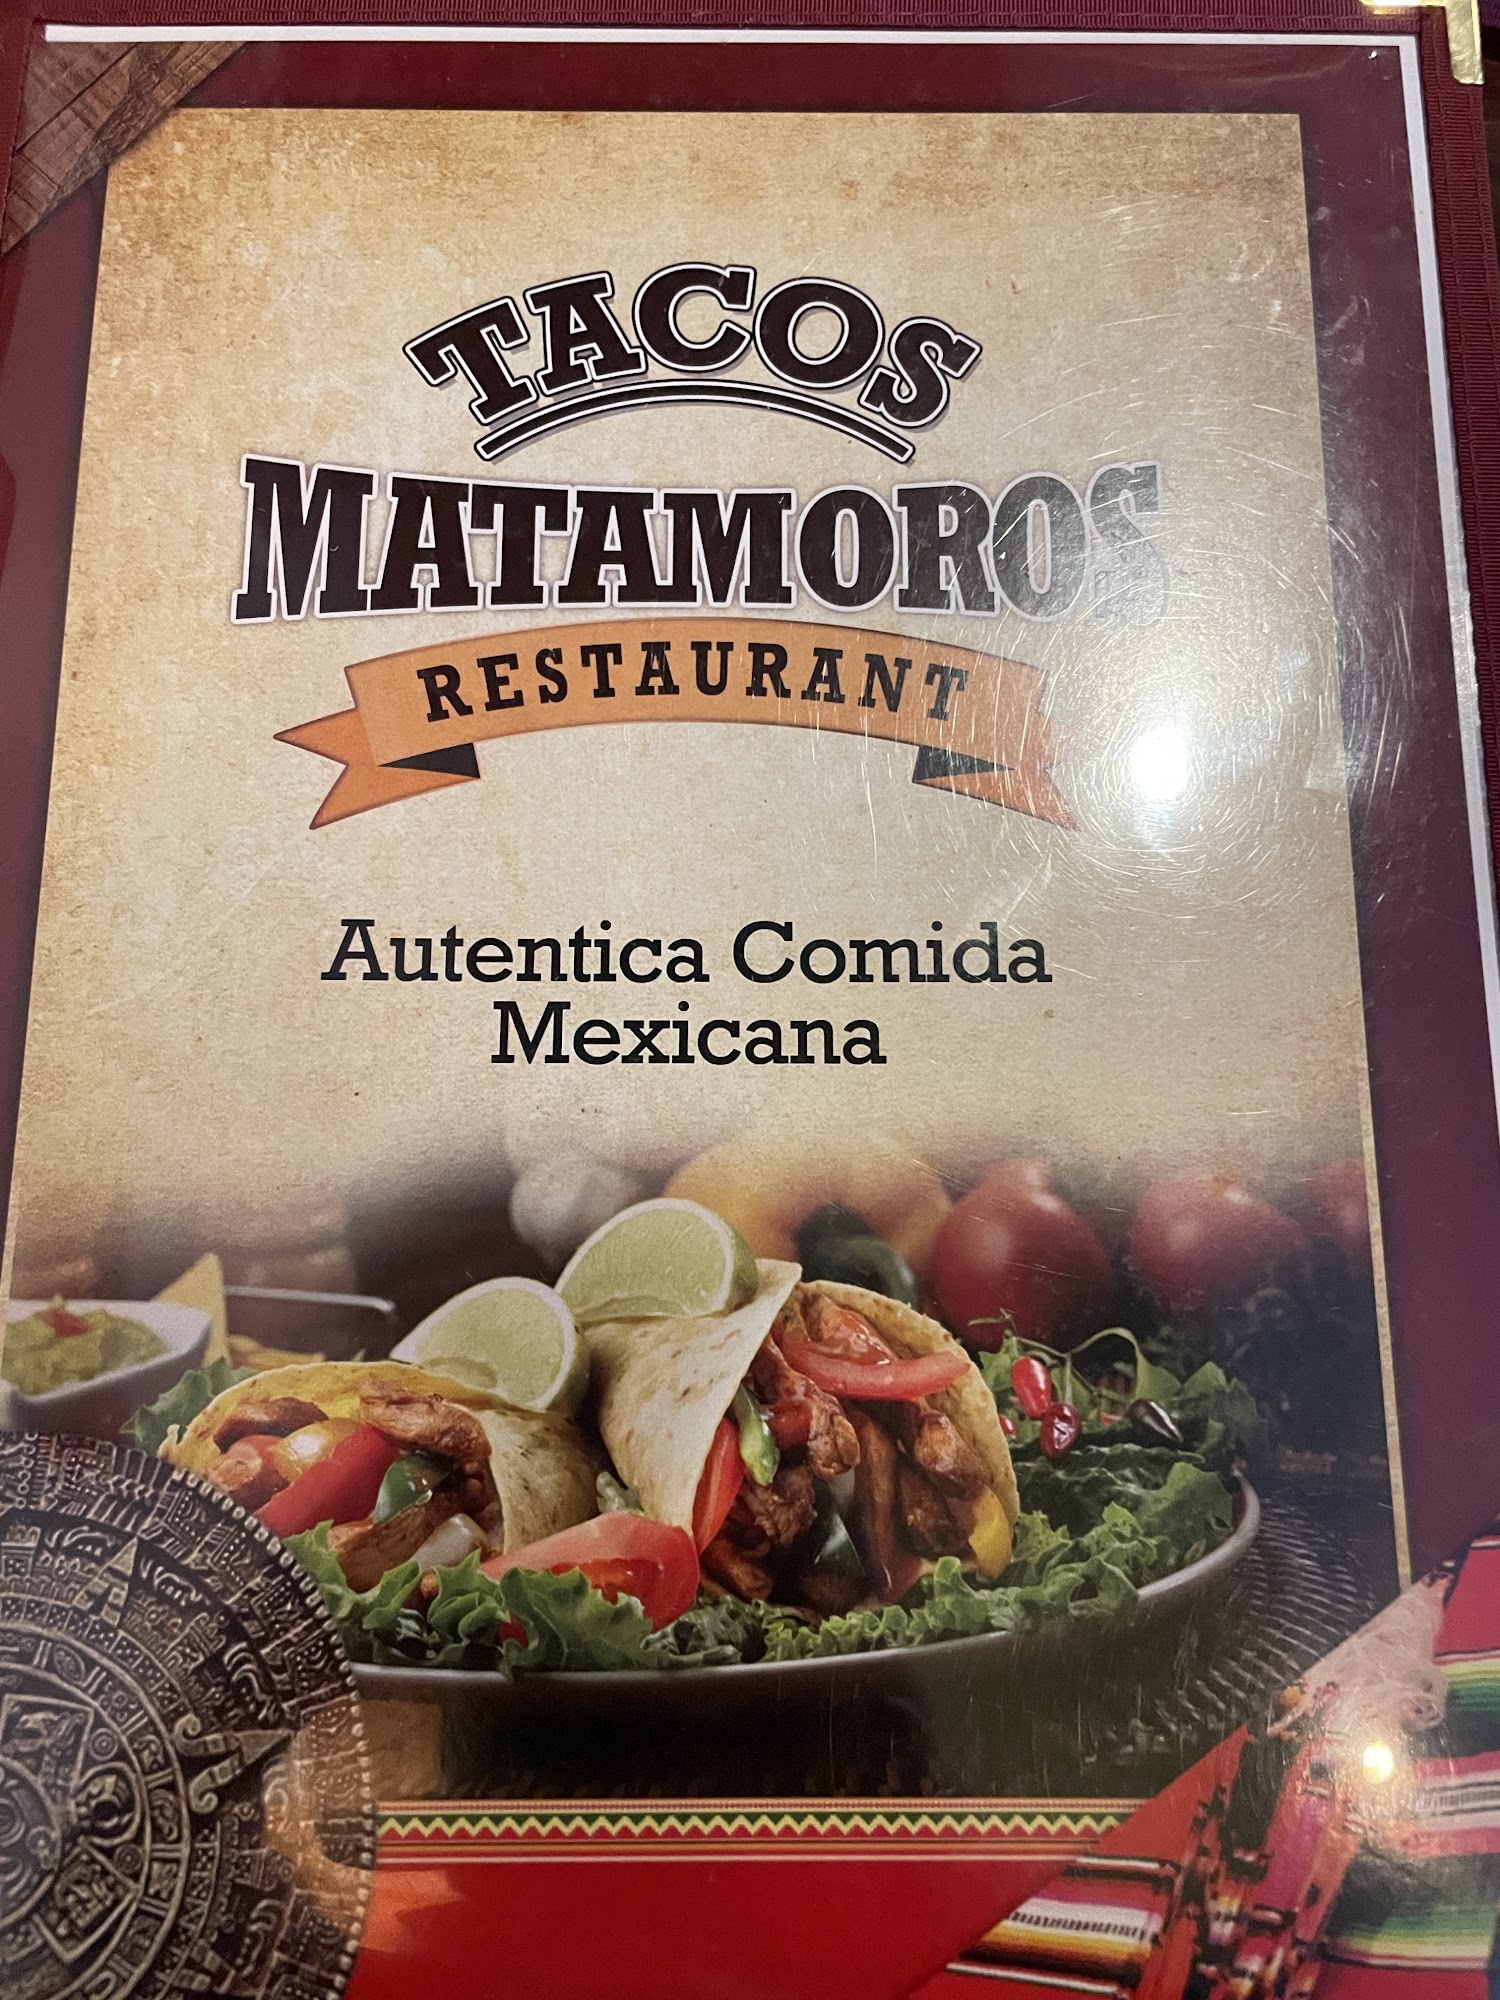 TACOS
MATAMOROS
RESTAURANT
Autentica Comida
Mexicana